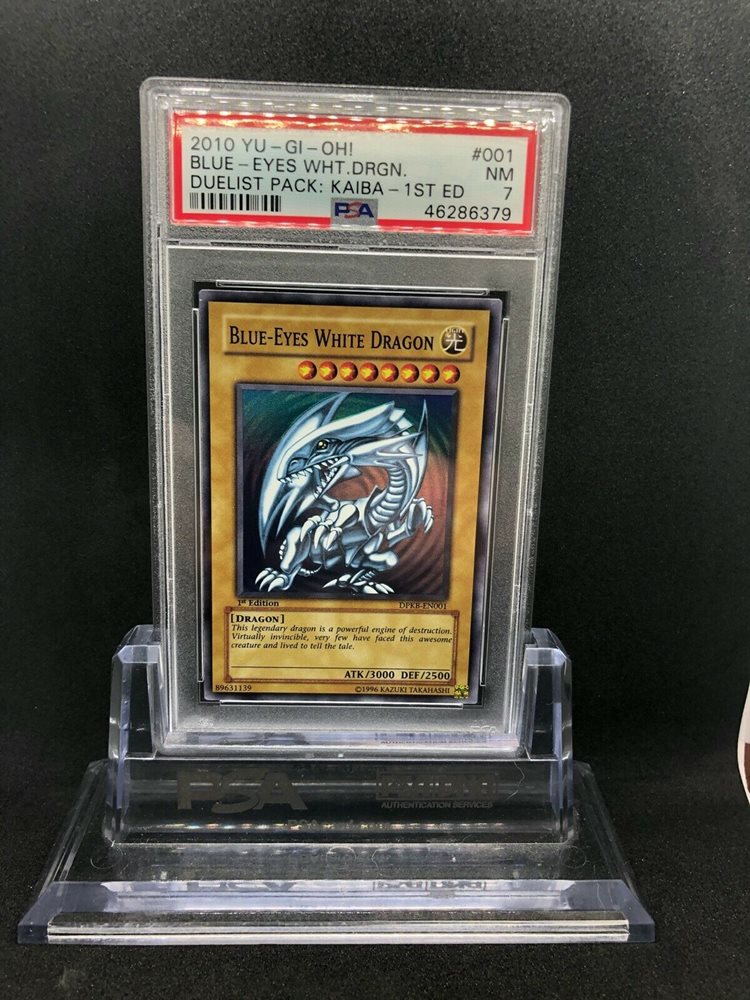 2010 YU-GI-OH! #001
BLUE-EYES WHT.DRGN. NM
DUELIST PACK: KAIBA-1ST ED 7
PSA 46286379
BLUE-EYES WHITE DRAGON
LIGHT
光
1st Edition DPKB-EN001
[DRAGON]
This legendary dragon is a powerful engine of destruction.
Virtually invincible, very few have faced this awesome
creature and lived to tell the tale.
ATK/3000 DEF/2500
89631139 ©1996 KAZUKI TAKAHASHI
PSA
AUTHENTICATION SERVICES